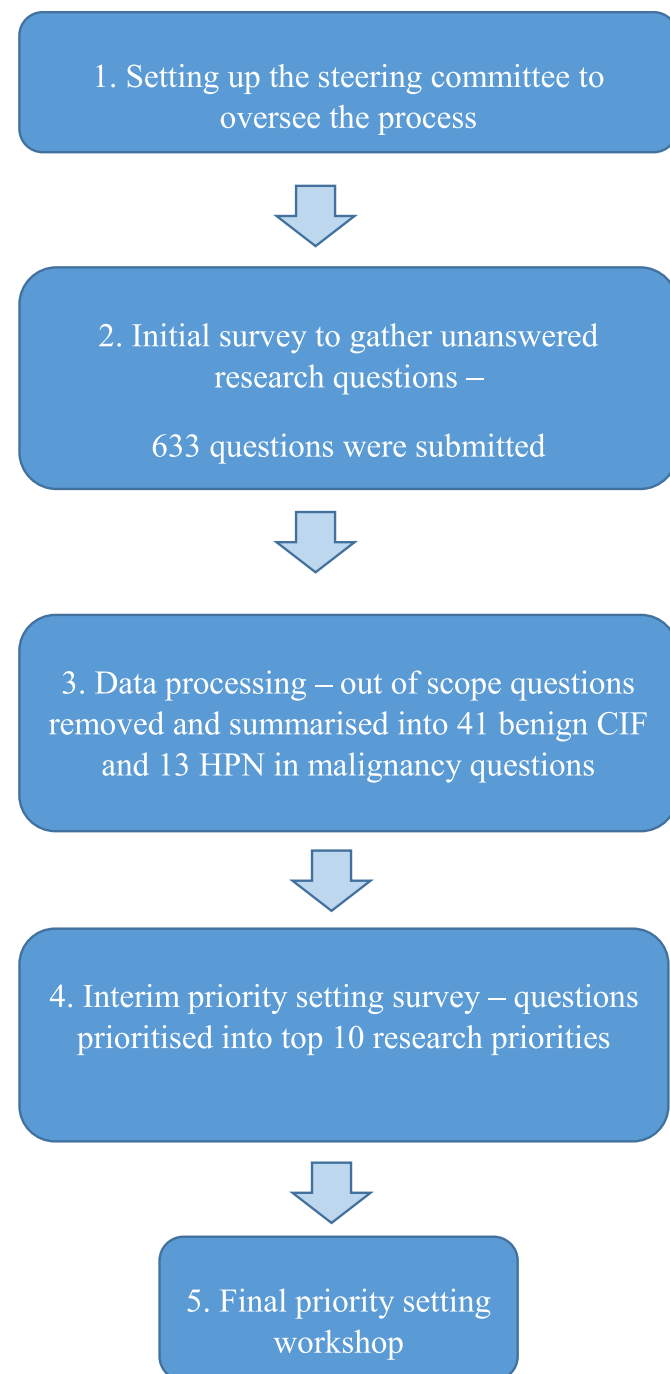 1. Setting up the steering committee to
oversee the process
2. Initial survey to gather unanswered
research questions –
633 questions were submitted
3. Data processing – out of scope questions
removed and summarised into 41 benign CIF
and 13 HPN in malignancy questions
4. Interim priority setting survey – questions
prioritised into top 10 research priorities
5. Final priority setting
workshop